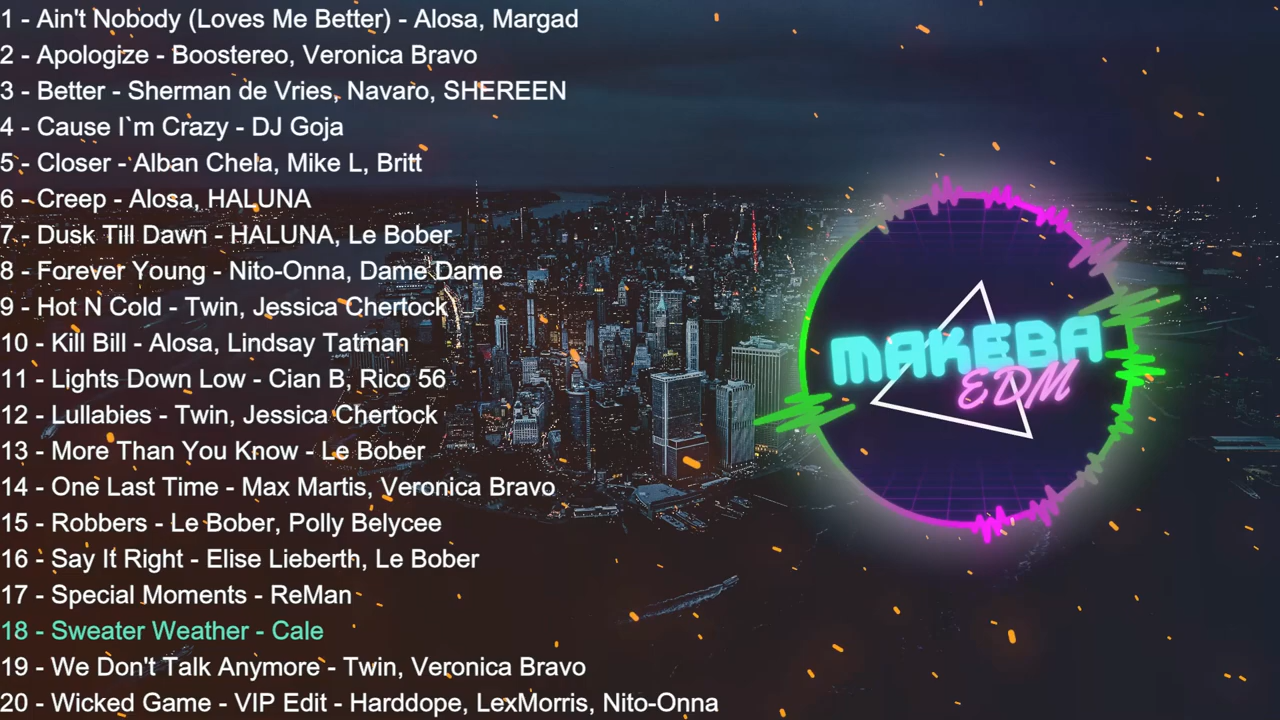 1 - Ain't Nobody (Loves Me Better) - Alosa, Margad
2 - Apologize - Boostereo, Veronica Bravo
3 - Better - Sherman de Vries, Navaro, SHEREEN
4 - Cause I`m Crazy - DJ Goja
5 - Closer - Alban Chela, Mike L, Britt
6 - Creep - Alosa, HALUNA
7 - Dusk Till Dawn - HALUNA, Le Bober
8 - Forever Young - Nito-Onna, Dame Dame
9 - Hot N Cold - Twin, Jessica Chertock
10 - Kill Bill - Alosa, Lindsay Tatman
11 - Lights Down Low - Cian B, Rico 56
12 - Lullabies - Twin, Jessica Chertock
13 - More Than You Know - Le Bober
14 - One Last Time - Max Martis, Veronica Bravo
15 - Robbers - Le Bober, Polly Belycee
16 - Say It Right - Elise Lieberth, Le Bober
17 - Special Moments - ReMan
18 - Sweater Weather - Cale
19 - We Don't Talk Anymore - Twin, Veronica Bravo
20 - Wicked Game - VIP Edit - Harddope, LexMorris, Nito-Onna
MAKEBA
EDM